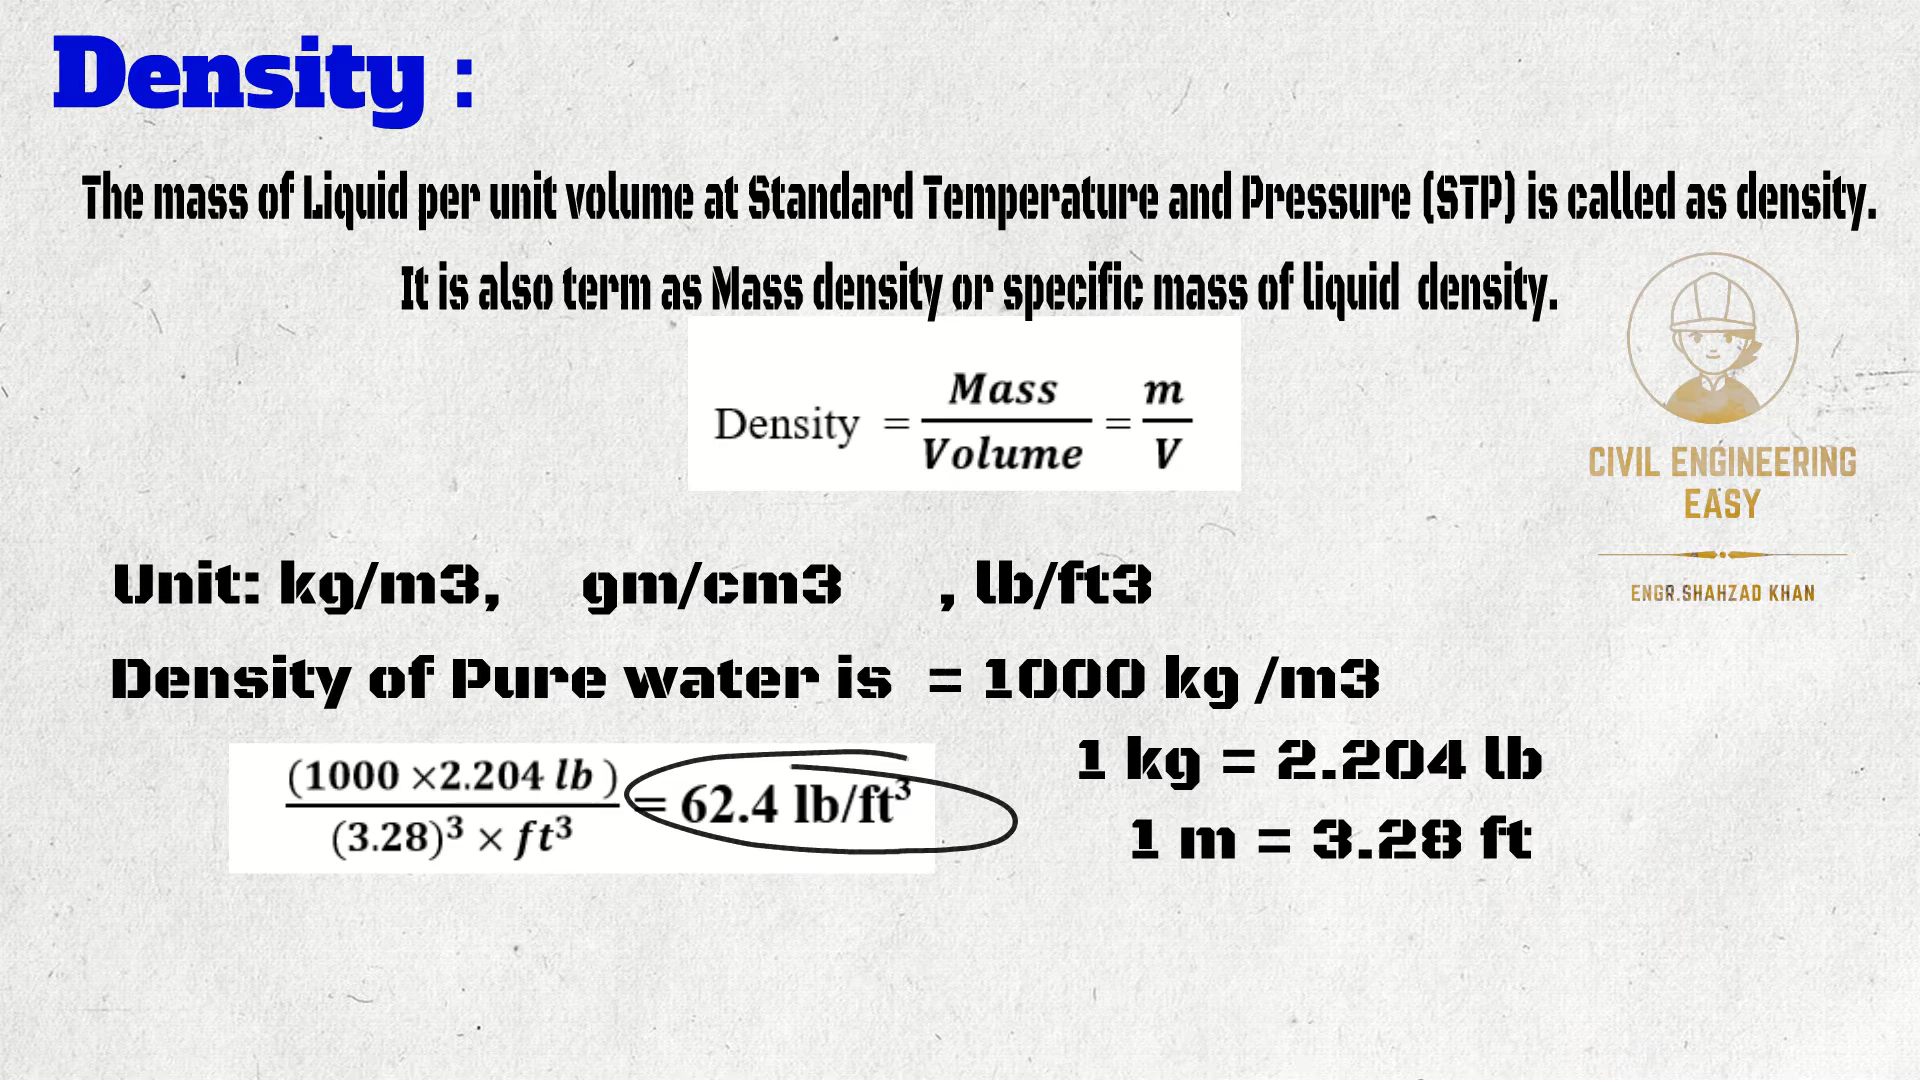 Density :
The mass of Liquid per unit volume at Standard Temperature and Pressure (STP) is called as density.
It is also term as Mass density or specific mass of liquid density.
Density = Mass / Volume = m / V
CIVIL ENGINEERING
EASY
ENGR.SHAHZAD KHAN
Unit: kg/m3, gm/cm3 , lb/ft3
Density of Pure water is = 1000 kg /m3
(1000 ×2.204 lb ) / (3.28)³ × ft³ = 62.4 lb/ft³
1 kg = 2.204 lb
1 m = 3.28 ft